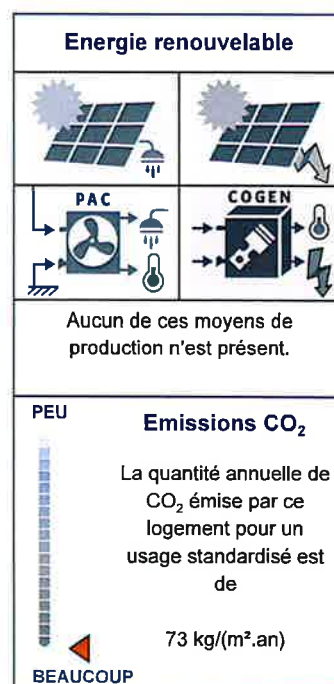 Energie renouvelable
PAC
COGEN
Aucun de ces moyens de
production n'est présent.
PEU
Emissions CO₂
La quantité annuelle de
CO₂ émise par ce
logement pour un
usage standardisé est
de
73 kg/(m².an)
BEAUCOUP